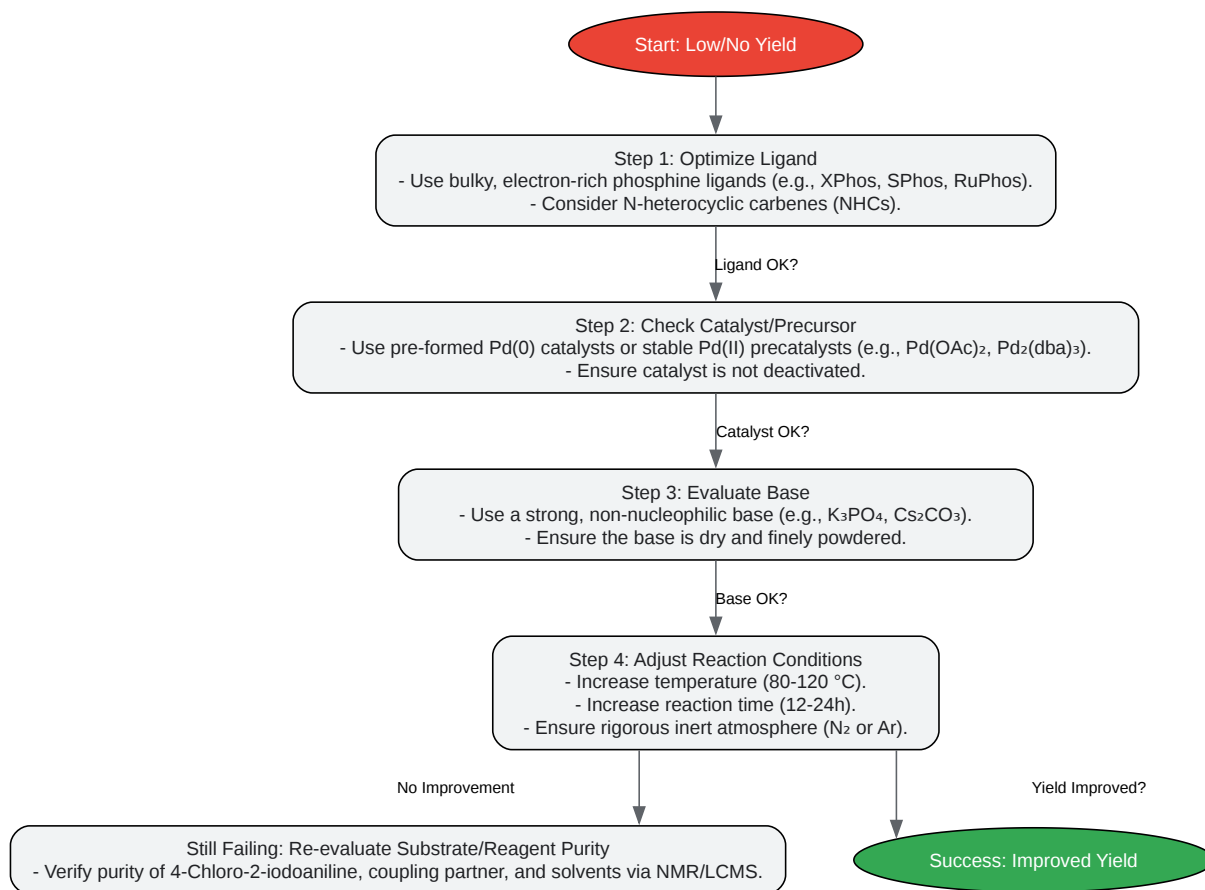 Start: Low/No Yield
Step 1: Optimize Ligand
- Use bulky, electron-rich phosphine ligands (e.g., XPhos, SPhos, RuPhos).
- Consider N-heterocyclic carbenes (NHCs).
Ligand OK?
Step 2: Check Catalyst/Precursor
- Use pre-formed Pd(0) catalysts or stable Pd(II) precatalysts (e.g., Pd(OAc)₂, Pd₂(dba)₃).
- Ensure catalyst is not deactivated.
Catalyst OK?
Step 3: Evaluate Base
- Use a strong, non-nucleophilic base (e.g., K₃PO₄, Cs₂CO₃).
- Ensure the base is dry and finely powdered.
Base OK?
Step 4: Adjust Reaction Conditions
- Increase temperature (80-120 °C).
- Increase reaction time (12-24h).
- Ensure rigorous inert atmosphere (N₂ or Ar).
No Improvement
Yield Improved?
Still Failing: Re-evaluate Substrate/Reagent Purity
- Verify purity of 4-Chloro-2-iodoaniline, coupling partner, and solvents via NMR/LCMS.
Success: Improved Yield